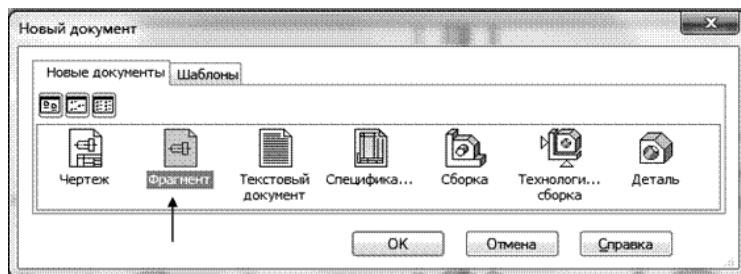 Новый документ
Новые документы Шаблоны
Чертеж Фрагмент Текстовый Специфика... Сборка Технологи... Деталь
документ сборка
OK Отмена Справка